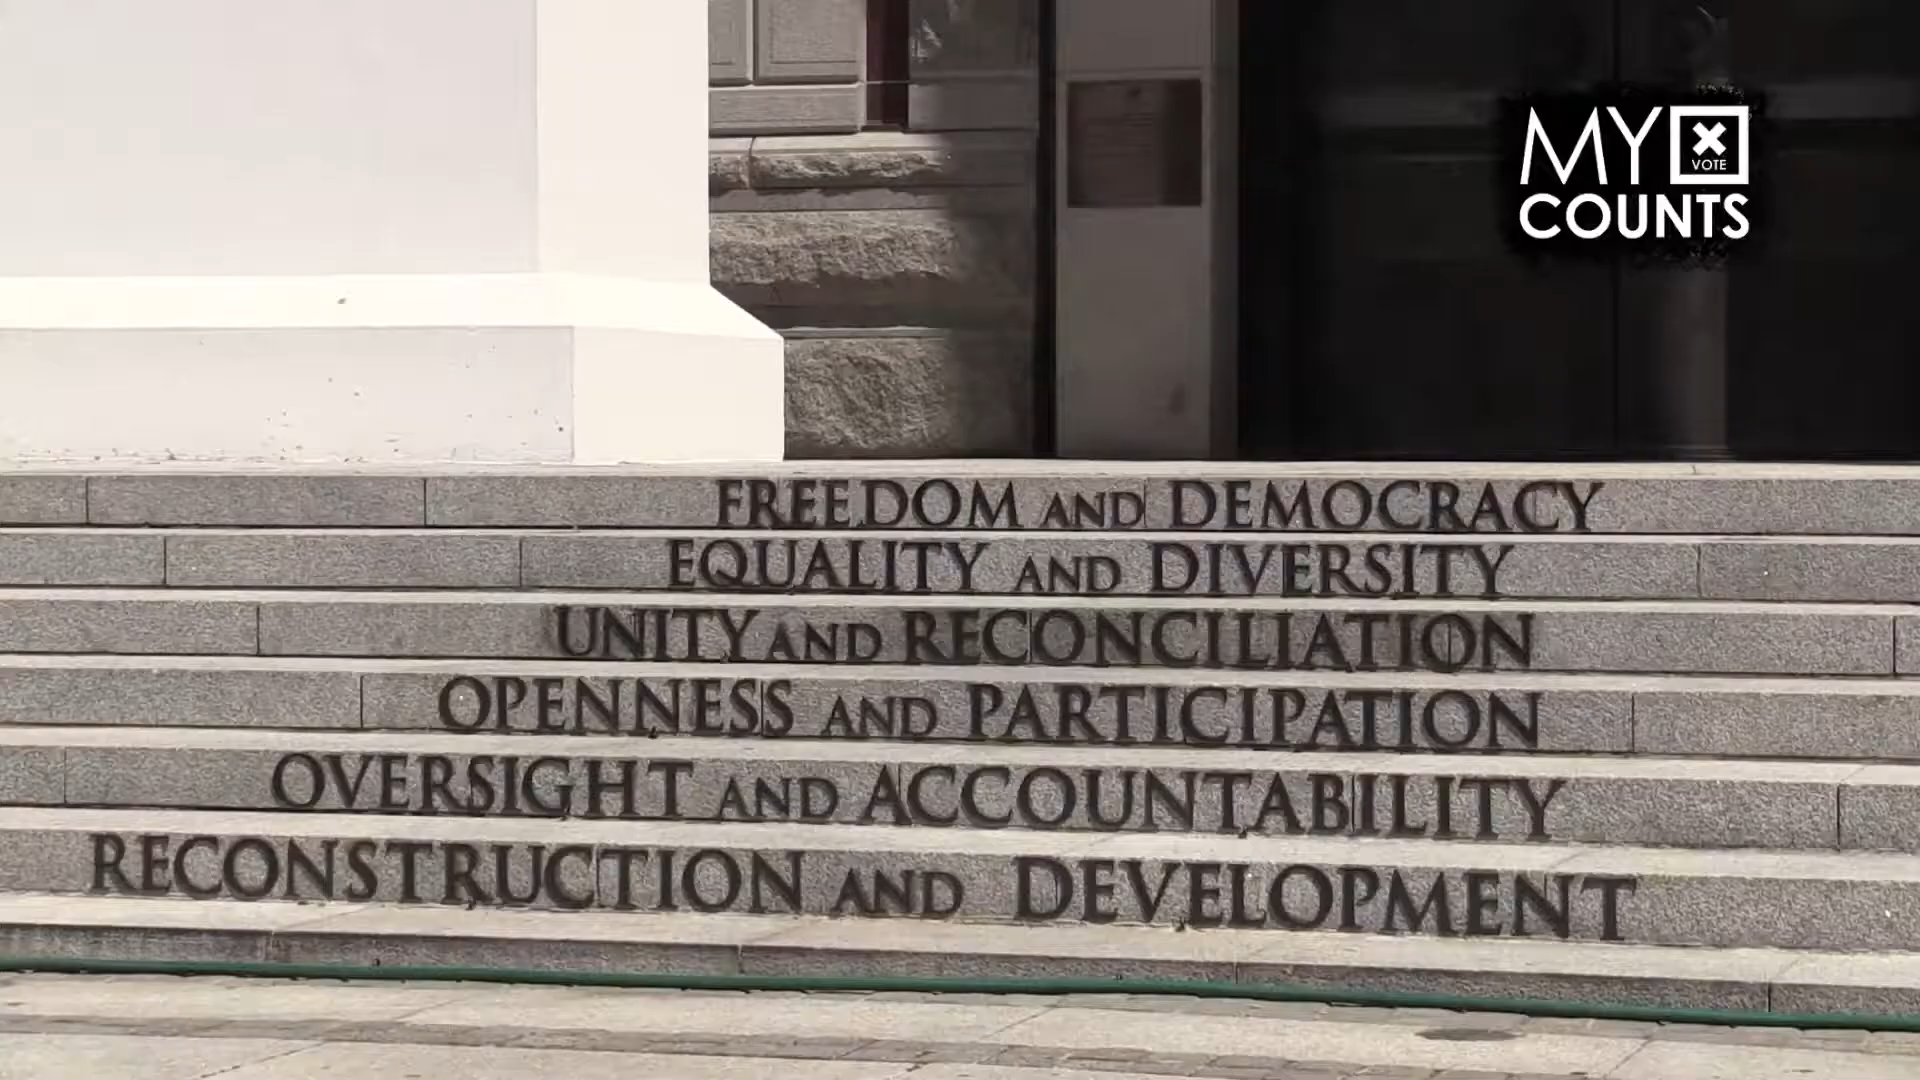 MY
VOTE
COUNTS
FREEDOM AND DEMOCRACY
EQUALITY AND DIVERSITY
UNITY AND RECONCILIATION
OPENNESS AND PARTICIPATION
OVERSIGHT AND ACCOUNTABILITY
RECONSTRUCTION AND DEVELOPMENT